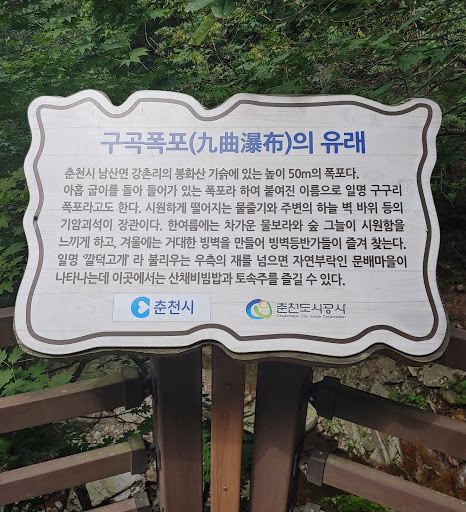 구곡폭포(九曲瀑布)의 유래
춘천시 남산면 강촌리의 봉화산 기슭에 있는 높이 50m의 폭포다.
아홉 굽이를 돌아 들어가 있는 폭포라 하여 붙여진 이름으로 일명 구구리
폭포라고도 한다. 시원하게 떨어지는 물줄기와 주변의 하늘 벽 바위 등의
기암괴석이 장관이다. 한여름에는 차가운 물보라와 숲 그늘이 시원함을
느끼게 하고, 겨울에는 거대한 빙벽을 만들어 빙벽등반가들이 즐겨 찾는다.
일명 '깔딱고개' 라 불리우는 우측의 재를 넘으면 자연부락인 문배마을이
나타나는데 이곳에서는 산채비빔밥과 토속주를 즐길 수 있다.
춘천시
춘천도시공사
Chuncheon City Urban Corporation